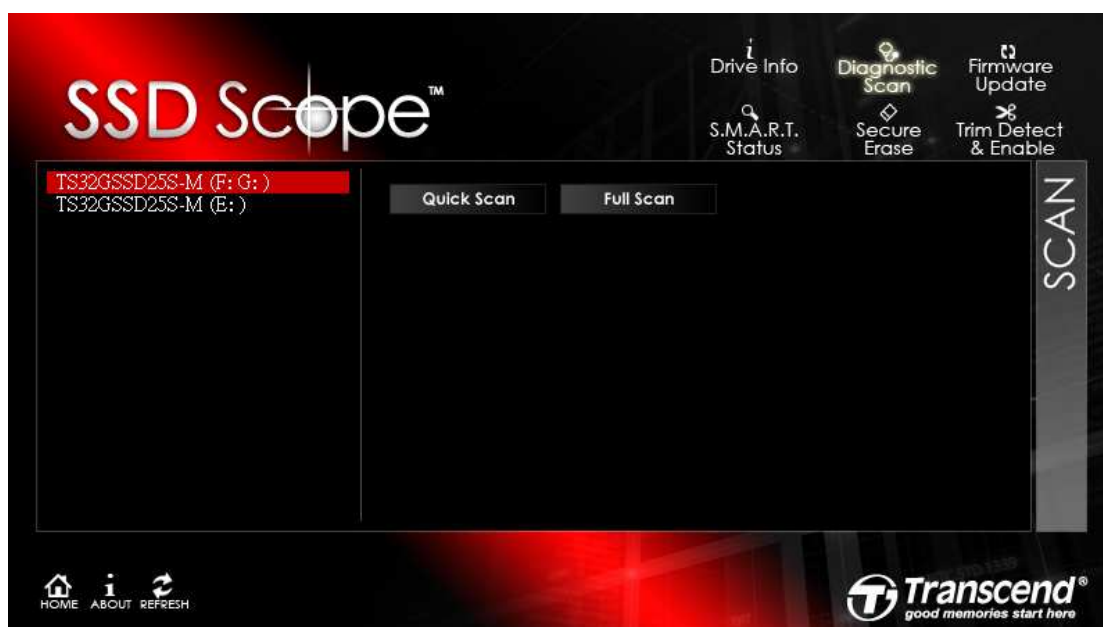 SSD Scope™
i
Drive Info
Diagnostic
Scan
Firmware
Update
S.M.A.R.T.
Status
Secure
Erase
Trim Detect
& Enable
TS32GSSD25S-M (F: G: )
TS32GSSD25S-M (E: )
Quick Scan
Full Scan
SCAN
HOME
i
ABOUT
REFRESH
Transcend®
good memories start here